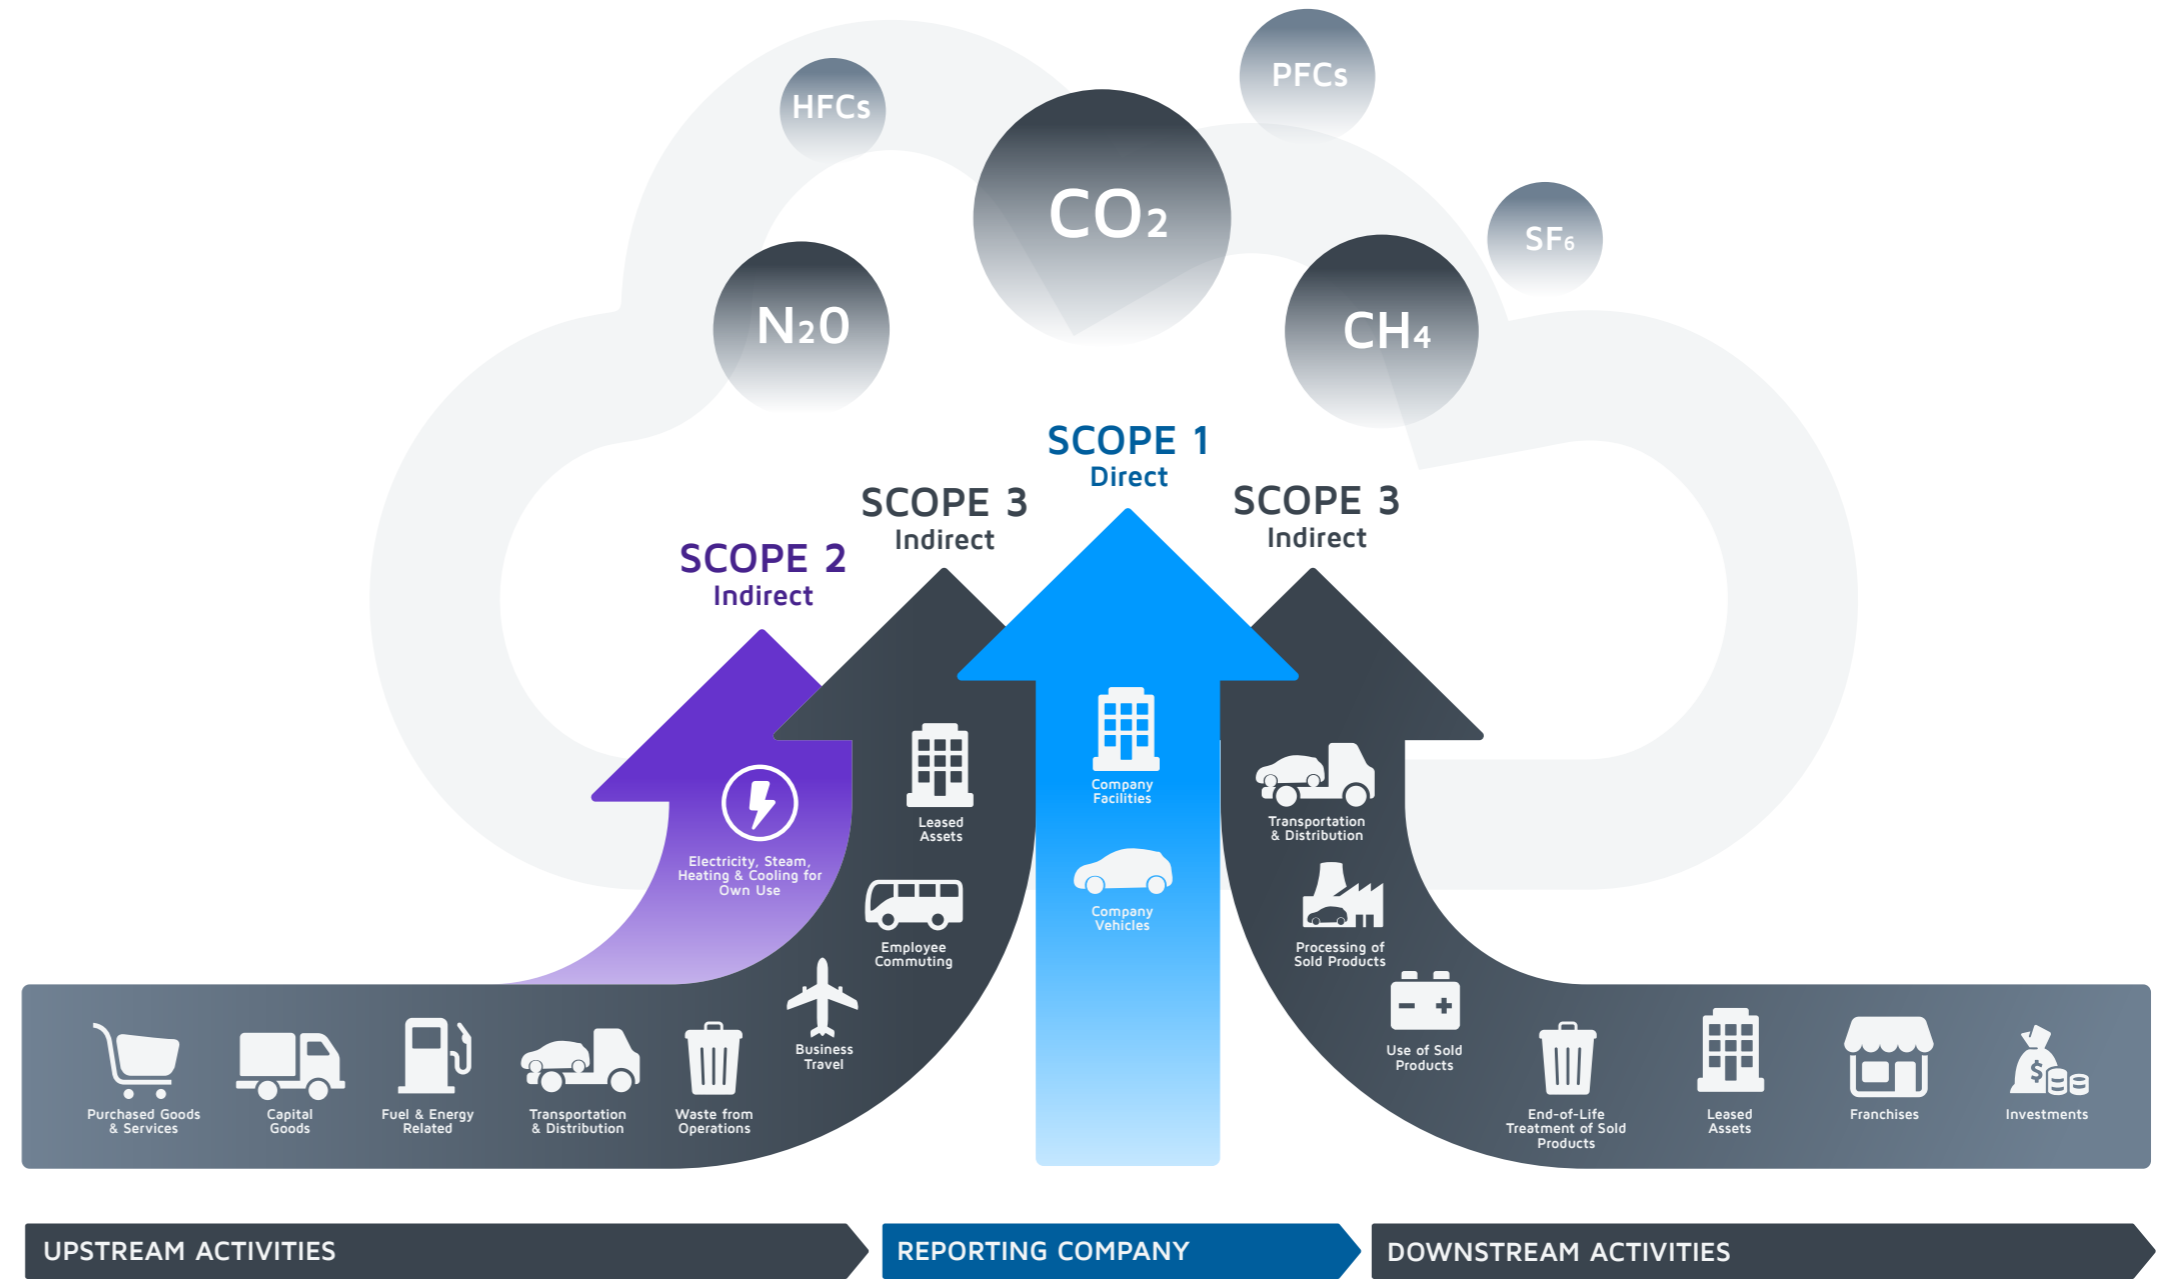 HFCs
PFCs
CO₂
SF₆
N₂0
CH₄
SCOPE 1
Direct
SCOPE 3
Indirect
SCOPE 3
Indirect
SCOPE 2
Indirect
Electricity, Steam,
Heating & Cooling for
Own Use
Leased
Assets
Employee
Commuting
Business
Travel
Company
Facilities
Company
Vehicles
Transportation
& Distribution
Processing of
Sold Products
Use of Sold
Products
Purchased Goods
& Services
Capital
Goods
Fuel & Energy
Related
Transportation
& Distribution
Waste from
Operations
End-of-Life
Treatment of Sold
Products
Leased
Assets
Franchises
$
Investments
UPSTREAM ACTIVITIES
REPORTING COMPANY
DOWNSTREAM ACTIVITIES